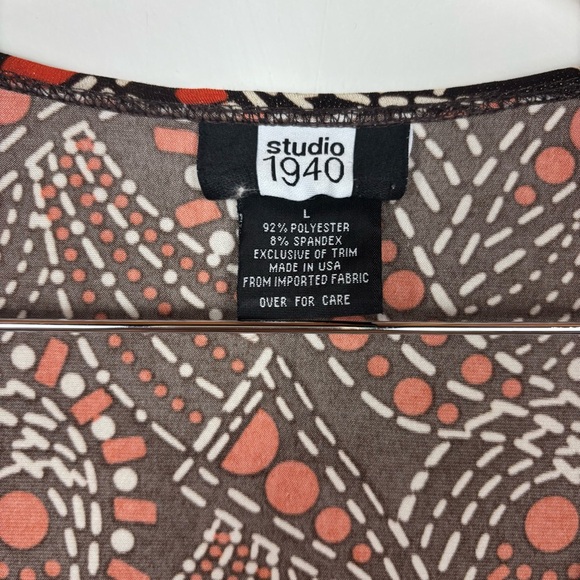 studio
1940
L
92% POLYESTER
8% SPANDEX
EXCLUSIVE OF TRIM
MADE IN USA
FROM IMPORTED FABRIC
OVER FOR CARE